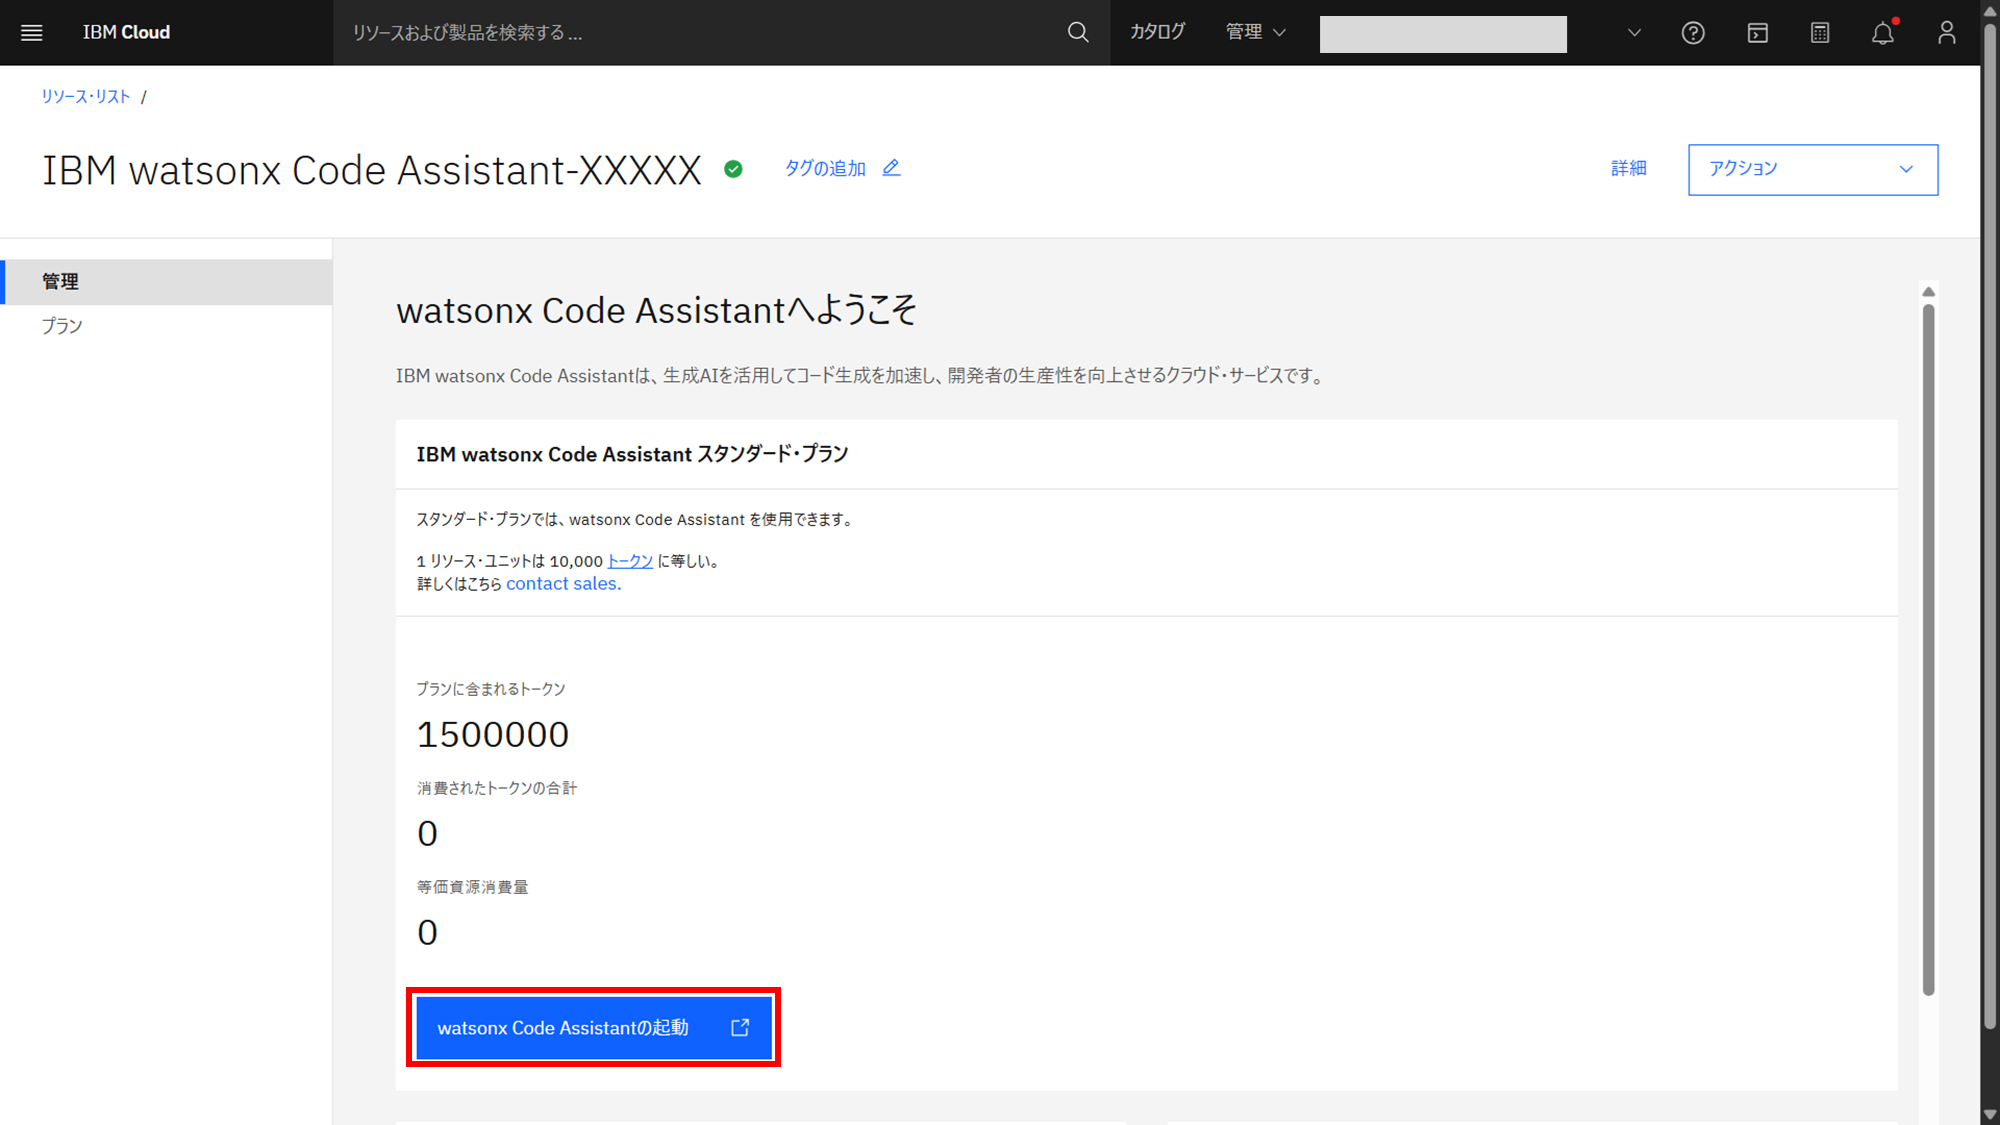 IBM Cloud
リソースおよび製品を検索する ...
カタログ
管理
リソース・リスト /
IBM watsonx Code Assistant-XXXXX
タグの追加
詳細
アクション
管理
プラン
watsonx Code Assistantへようこそ
IBM watsonx Code Assistantは、生成AIを活用してコード生成を加速し、開発者の生産性を向上させるクラウド・サービスです。
IBM watsonx Code Assistant スタンダード・プラン
スタンダード・プランでは、watsonx Code Assistant を使用できます。
1 リソース・ユニットは 10,000 トークン に等しい。
詳しくはこちら contact sales.
プランに含まれるトークン
1500000
消費されたトークンの合計
0
等価資源消費量
0
watsonx Code Assistantの起動